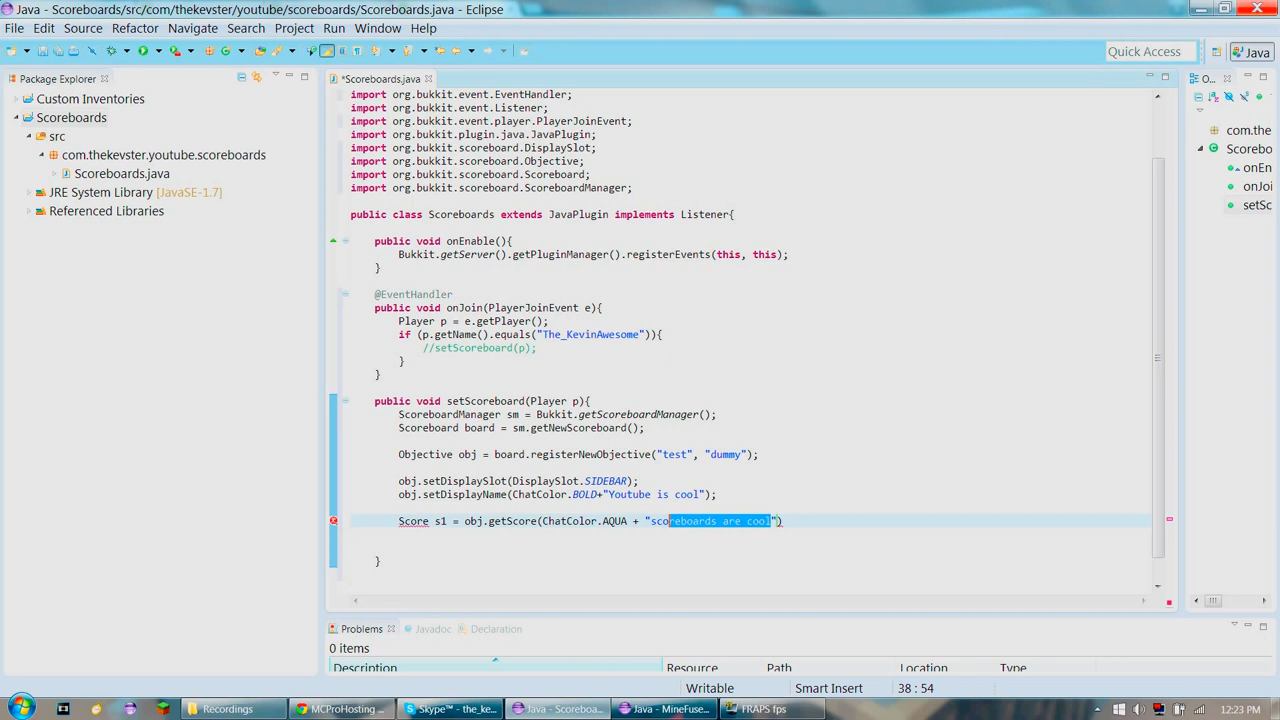 Java - Scoreboards/src/com/thekevster/youtube/scoreboards/Scoreboards.java - Eclipse
File Edit Source Refactor Navigate Search Project Run Window Help
Quick Access
Java
Package Explorer
*Scoreboards.java
O...
Custom Inventories
Scoreboards
src
com.thekevster.youtube.scoreboards
Scoreboards.java
JRE System Library [JavaSE-1.7]
Referenced Libraries
import org.bukkit.event.EventHandler;
import org.bukkit.event.Listener;
import org.bukkit.event.player.PlayerJoinEvent;
import org.bukkit.plugin.java.JavaPlugin;
import org.bukkit.scoreboard.DisplaySlot;
import org.bukkit.scoreboard.Objective;
import org.bukkit.scoreboard.Scoreboard;
import org.bukkit.scoreboard.ScoreboardManager;
public class Scoreboards extends JavaPlugin implements Listener{
public void onEnable(){
Bukkit.getServer().getPluginManager().registerEvents(this, this);
}
@EventHandler
public void onJoin(PlayerJoinEvent e){
Player p = e.getPlayer();
if (p.getName().equals("The_KevinAwesome")){
//setScoreboard(p);
}
}
public void setScoreboard(Player p){
ScoreboardManager sm = Bukkit.getScoreboardManager();
Scoreboard board = sm.getNewScoreboard();
Objective obj = board.registerNewObjective("test", "dummy");
obj.setDisplaySlot(DisplaySlot.SIDEBAR);
obj.setDisplayName(ChatColor.BOLD+"Youtube is cool");
Score s1 = obj.getScore(ChatColor.AQUA + "scoreboards are cool")
}
com.the
Scorebo
onEn
onJoi
setSc
Problems Javadoc Declaration
0 items
Description Resource Path Location Type
Writable Smart Insert 38 : 54
Recordings
MCProHosting ...
Skype™ - the_ke...
Java - Scoreboa...
Java - MineFuse...
FRAPS fps
12:23 PM